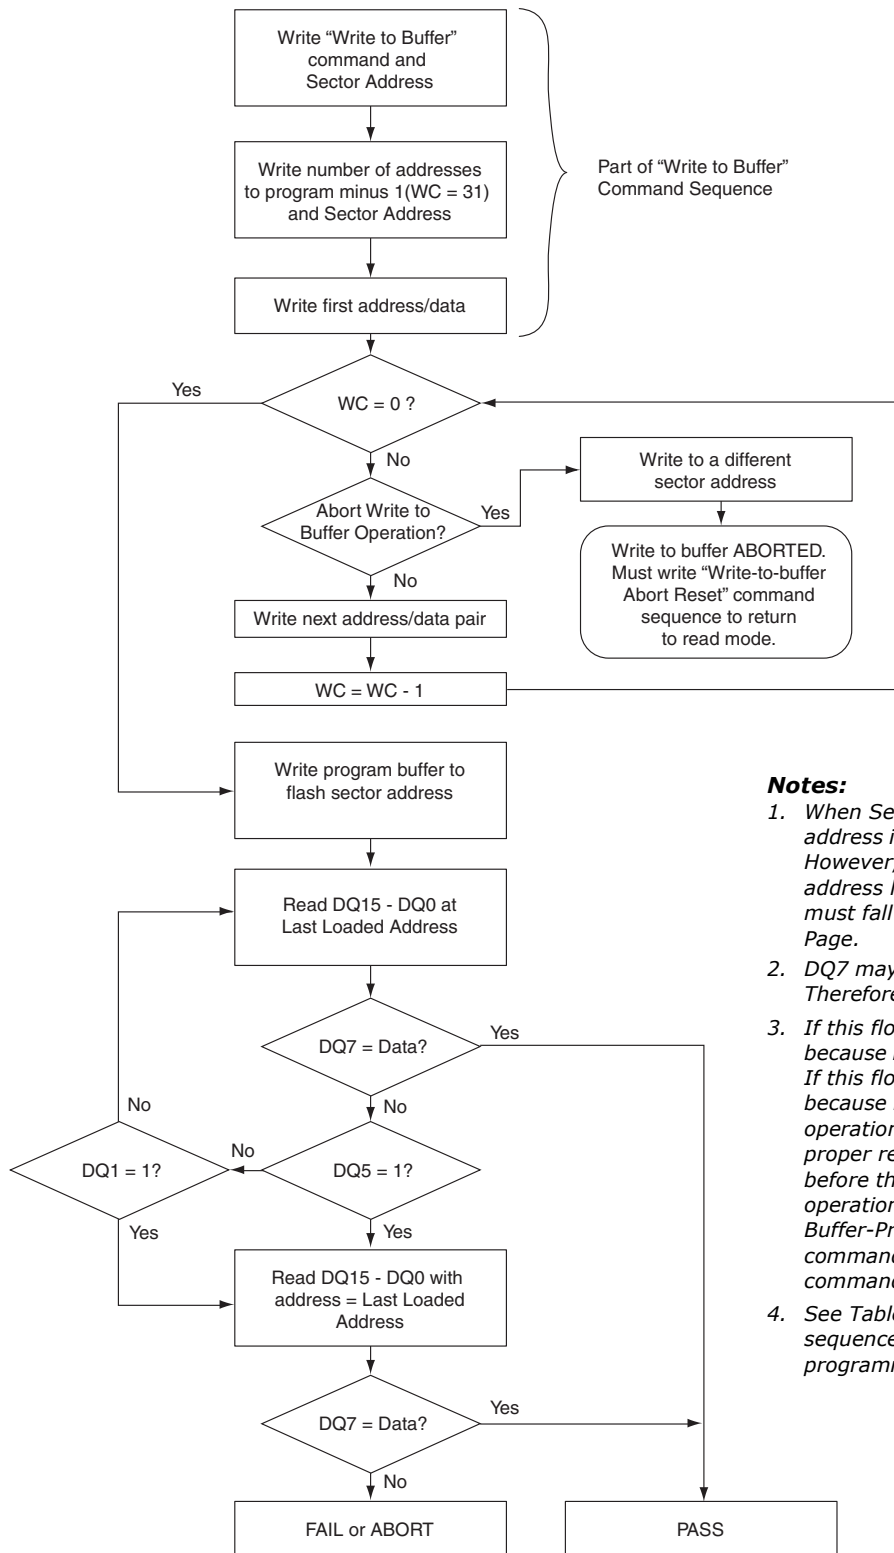 Write “Write to Buffer”
command and
Sector Address
Write number of addresses
to program minus 1(WC = 31)
and Sector Address
Part of “Write to Buffer”
Command Sequence
Write first address/data
Yes
WC = 0 ?
No
Write to a different
sector address
Abort Write to
Buffer Operation?
Yes
No
Write to buffer ABORTED.
Must write “Write-to-buffer
Abort Reset” command
sequence to return
to read mode.
Write next address/data pair
WC = WC - 1
Write program buffer to
flash sector address
Read DQ15 - DQ0 at
Last Loaded Address
DQ7 = Data?
Yes
No
No
DQ1 = 1?
No
DQ5 = 1?
Yes
Yes
Read DQ15 - DQ0 with
address = Last Loaded
Address
DQ7 = Data?
Yes
No
FAIL or ABORT
PASS
Notes:
1. When Se
address i
However,
address
must fall
Page.
2. DQ7 may
Therefore
3. If this flo
because
If this flo
because
operation
proper re
before th
operation
Buffer-Pr
command
command
4. See Table
sequence
programm